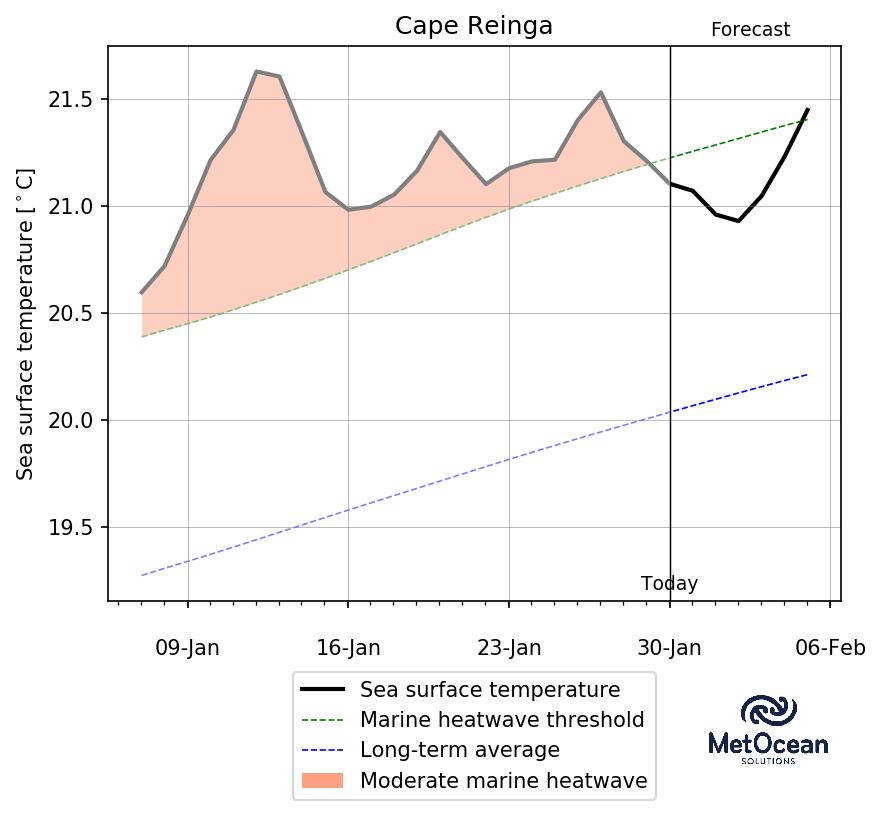 Cape Reinga
Forecast
Sea surface temperature [°C]
21.5
21.0
20.5
20.0
19.5
Today
09-Jan 16-Jan 23-Jan 30-Jan 06-Feb
Sea surface temperature
Marine heatwave threshold
Long-term average
Moderate marine heatwave
MetOcean
SOLUTIONS